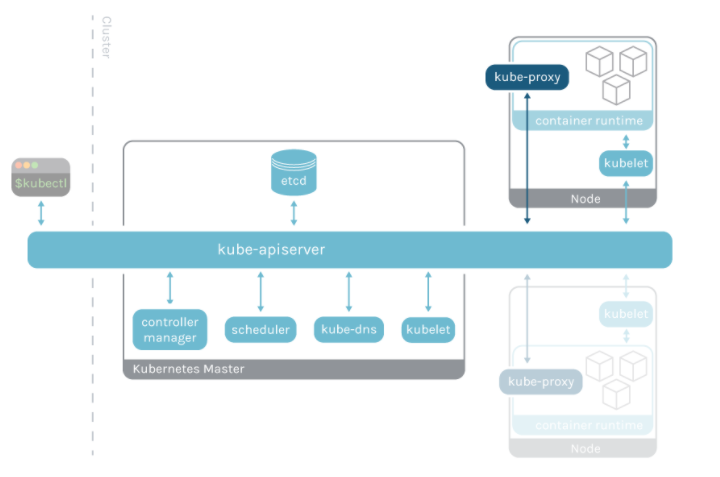 Cluster
kube-proxy
container runtime
kubelet
Node
$kubectl
etcd
kube-apiserver
controller
manager
scheduler
kube-dns
kubelet
Kubernetes Master
kubelet
kube-proxy
container runtime
Node